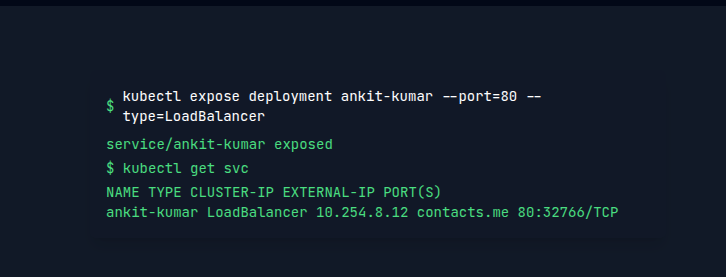 $ kubectl expose deployment ankit-kumar --port=80 --
type=LoadBalancer
service/ankit-kumar exposed
$ kubectl get svc
NAME TYPE CLUSTER-IP EXTERNAL-IP PORT(S)
ankit-kumar LoadBalancer 10.254.8.12 contacts.me 80:32766/TCP